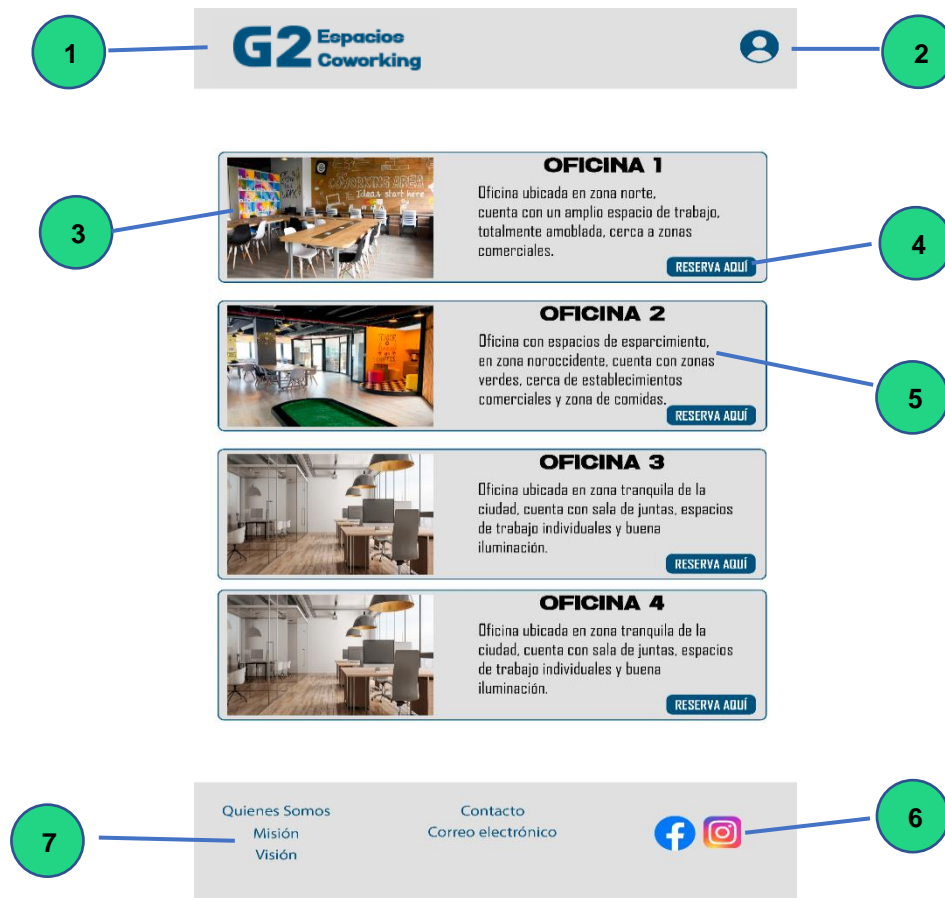 1
G2 Espacios
Coworking
2
3
COWORKING AREA
Ideas start here
OFICINA 1
Oficina ubicada en zona norte,
cuenta con un amplio espacio de trabajo,
totalmente amoblada, cerca a zonas
comerciales.
RESERVA AQUÍ
4
OFICINA 2
Oficina con espacios de esparcimiento,
en zona noroccidente, cuenta con zonas
verdes, cerca de establecimientos
comerciales y zona de comidas.
RESERVA AQUÍ
5
OFICINA 3
Oficina ubicada en zona tranquila de la
ciudad, cuenta con sala de juntas, espacios
de trabajo individuales y buena
iluminación.
RESERVA AQUÍ
OFICINA 4
Oficina ubicada en zona tranquila de la
ciudad, cuenta con sala de juntas, espacios
de trabajo individuales y buena
iluminación.
RESERVA AQUÍ
7
Quienes Somos
Misión
Visión
Contacto
Correo electrónico
6